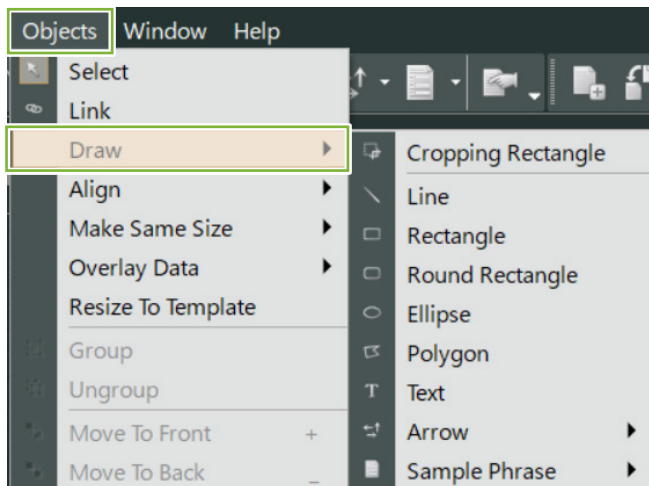 Objects Window Help
Select
Link
Draw
Align
Make Same Size
Overlay Data
Resize To Template
Group
Ungroup
Move To Front +
Move To Back _
Cropping Rectangle
Line
Rectangle
Round Rectangle
Ellipse
Polygon
T Text
Arrow
Sample Phrase